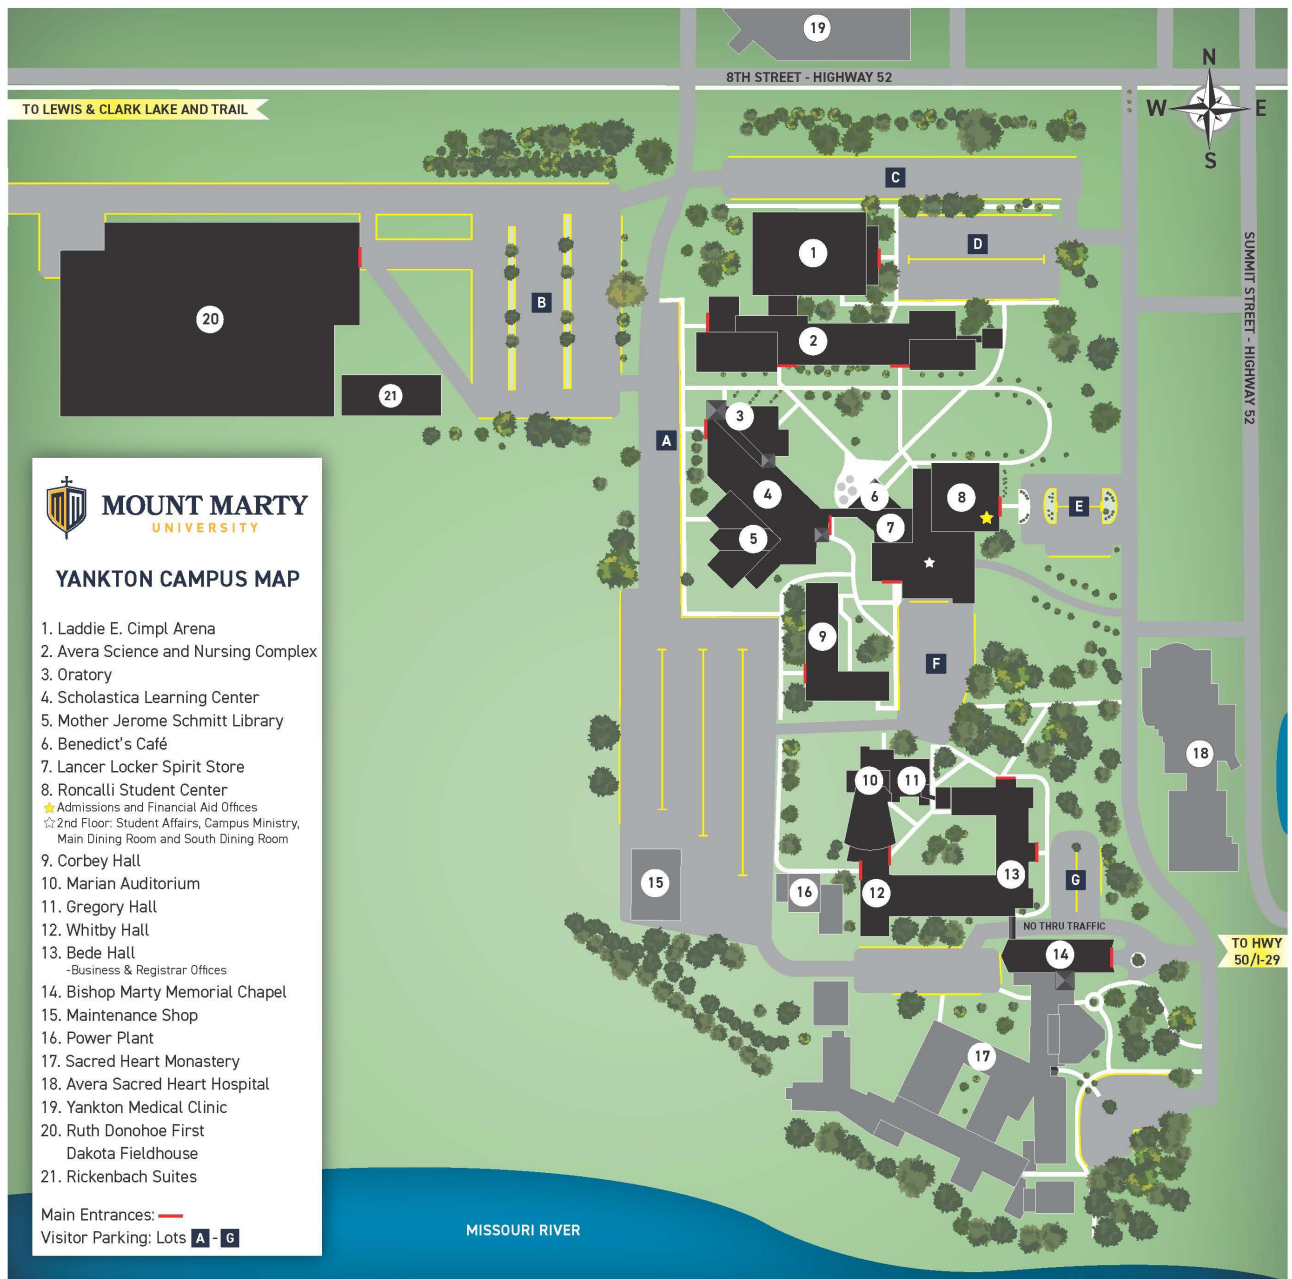 19
N
8TH STREET - HIGHWAY 52
TO LEWIS & CLARK LAKE AND TRAIL
W
E
S
C
1
D
SUMMIT STREET - HIGHWAY 52
B
20
2
21
3
A
4
6
8
E
7
5
MOUNT MARTY
UNIVERSITY
YANKTON CAMPUS MAP
1. Laddie E. Cimpl Arena
2. Avera Science and Nursing Complex
3. Oratory
4. Scholastica Learning Center
5. Mother Jerome Schmitt Library
6. Benedict's Café
7. Lancer Locker Spirit Store
8. Roncalli Student Center
Admissions and Financial Aid Offices
2nd Floor: Student Affairs, Campus Ministry,
Main Dining Room and South Dining Room
9. Corbey Hall
10. Marian Auditorium
11. Gregory Hall
12. Whitby Hall
13. Bede Hall
-Business & Registrar Offices
14. Bishop Marty Memorial Chapel
15. Maintenance Shop
16. Power Plant
17. Sacred Heart Monastery
18. Avera Sacred Heart Hospital
19. Yankton Medical Clinic
20. Ruth Donohoe First
Dakota Fieldhouse
21. Rickenbach Suites
Main Entrances:
Visitor Parking: Lots A - G
9
F
18
10
11
13
G
15
16
12
NO THRU TRAFFIC
TO HWY
50/I-29
14
17
MISSOURI RIVER